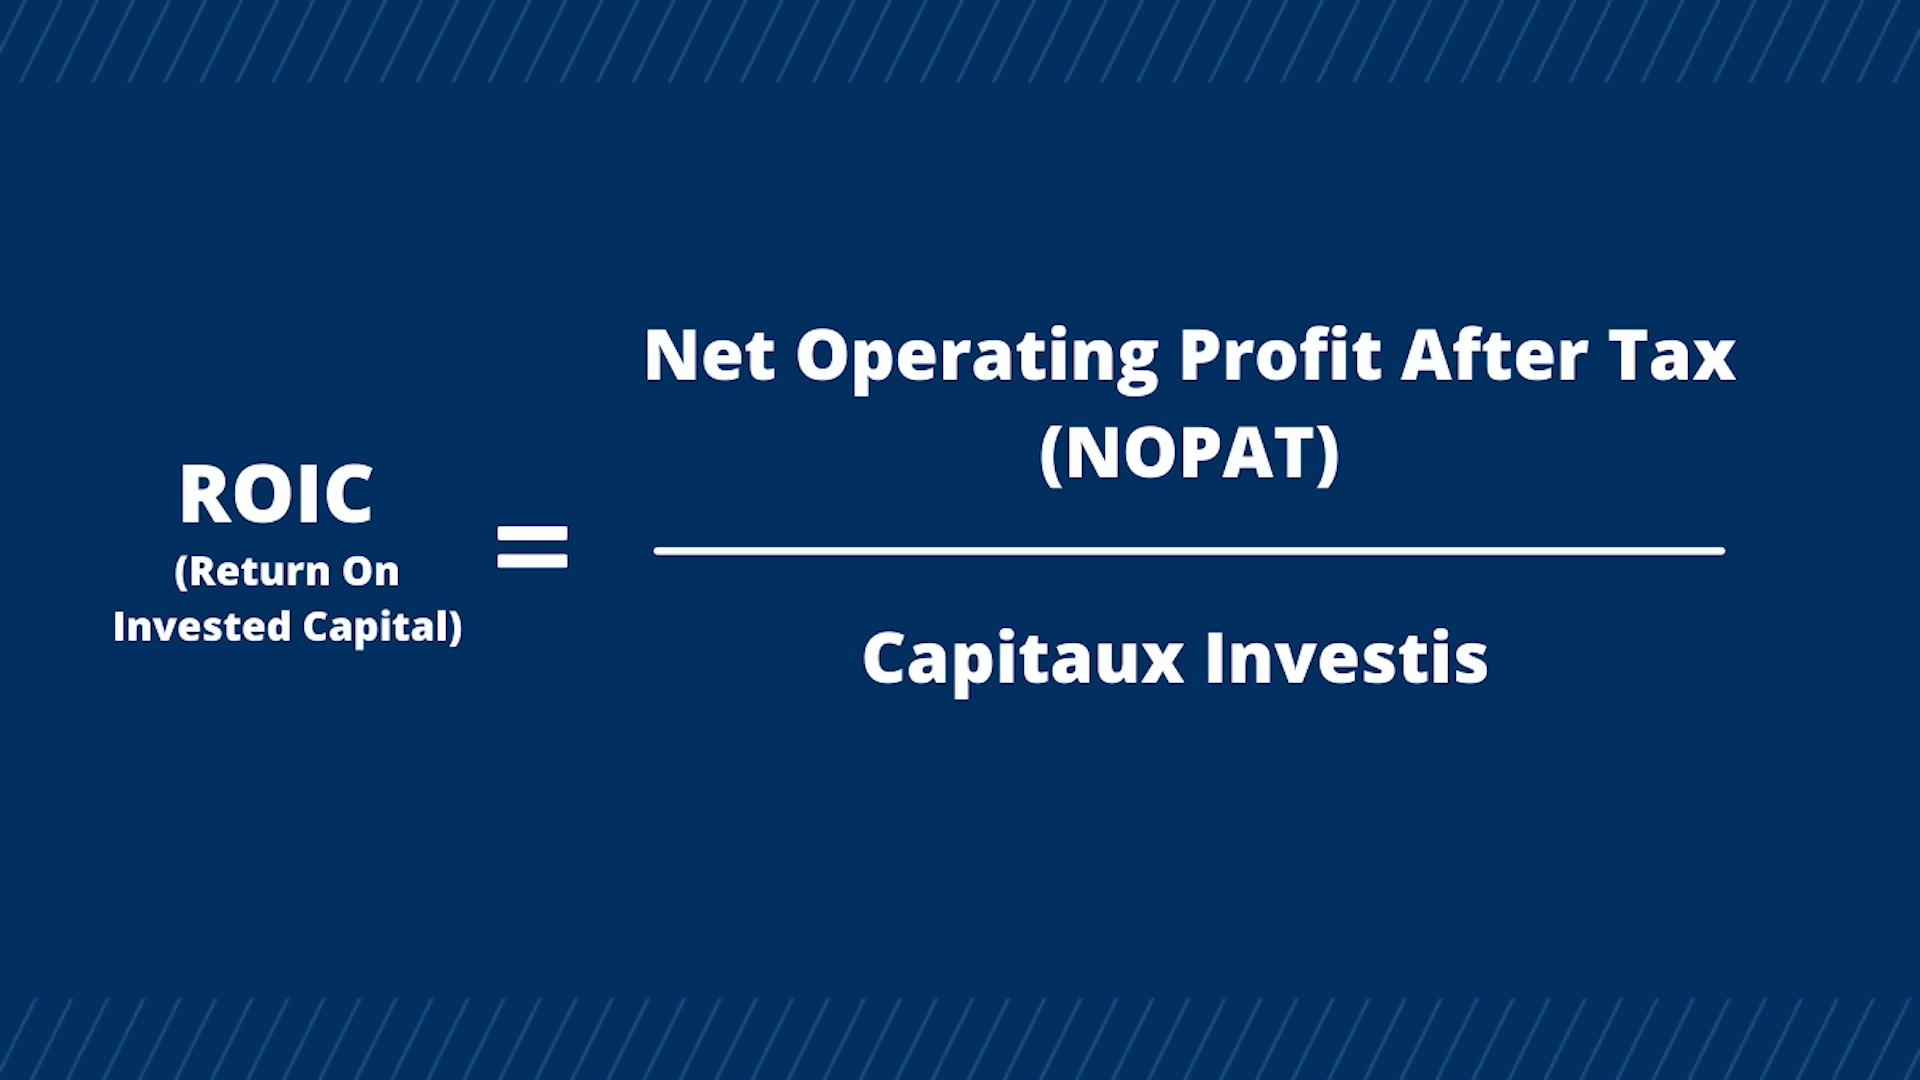 ROIC
(Return On
Invested Capital)
=
Net Operating Profit After Tax
(NOPAT)
Capitaux Investis